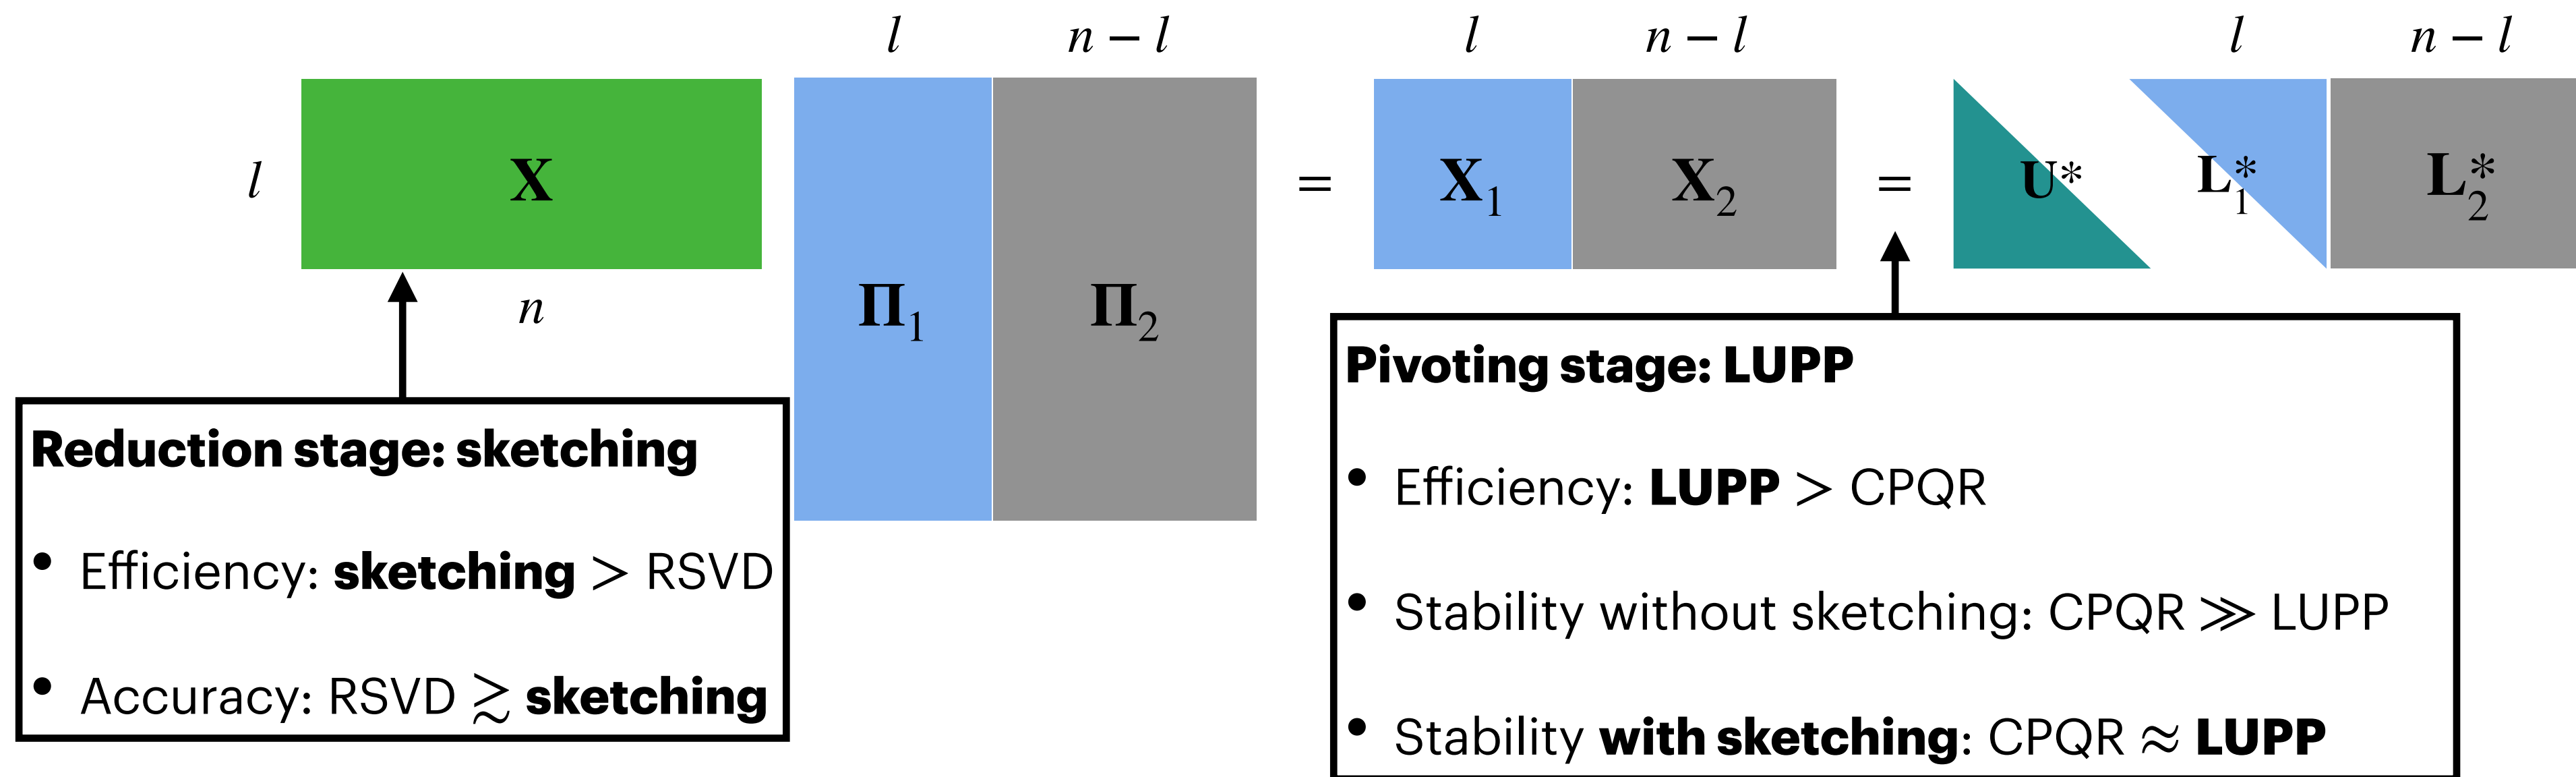 l n − l l n − l l n − l
l X Π₁ Π₂ = X₁ X₂ = U* L₁* L₂*
n
Reduction stage: sketching
• Efficiency: sketching > RSVD
• Accuracy: RSVD ≳ sketching
Pivoting stage: LUPP
• Efficiency: LUPP > CPQR
• Stability without sketching: CPQR ≫ LUPP
• Stability with sketching: CPQR ≈ LUPP